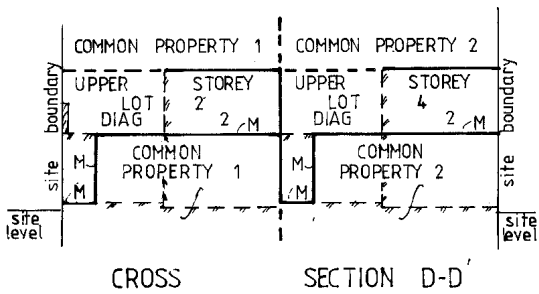 COMMON PROPERTY 1
COMMON PROPERTY 2
boundary
UPPER STOREY
LOT 2
DIAG 2 M
UPPER STOREY
LOT 4
DIAG 2 M
boundary
site
M
COMMON
PROPERTY 1
M
M
COMMON
PROPERTY 2
M
site
site
level
site
level
CROSS SECTION D-D'